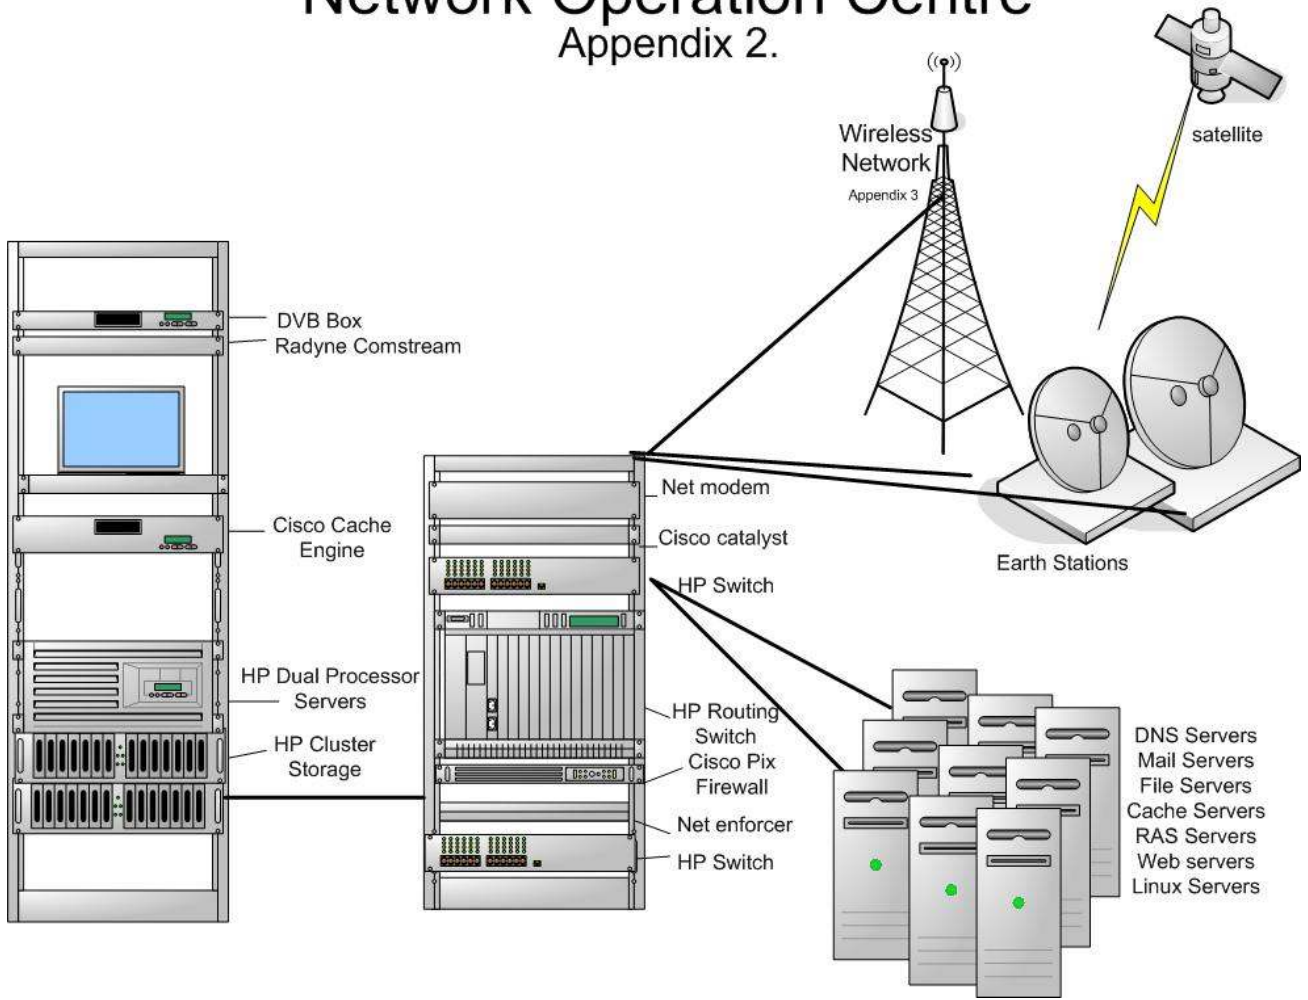 Network Operation Centre
Appendix 2.
Wireless
Network
Appendix 3
satellite
DVB Box
Radyne Comstream
Cisco Cache
Engine
HP Dual Processor
Servers
HP Cluster
Storage
Net modem
Cisco catalyst
HP Switch
HP Routing
Switch
Cisco Pix
Firewall
Net enforcer
HP Switch
Earth Stations
DNS Servers
Mail Servers
File Servers
Cache Servers
RAS Servers
Web servers
Linux Servers